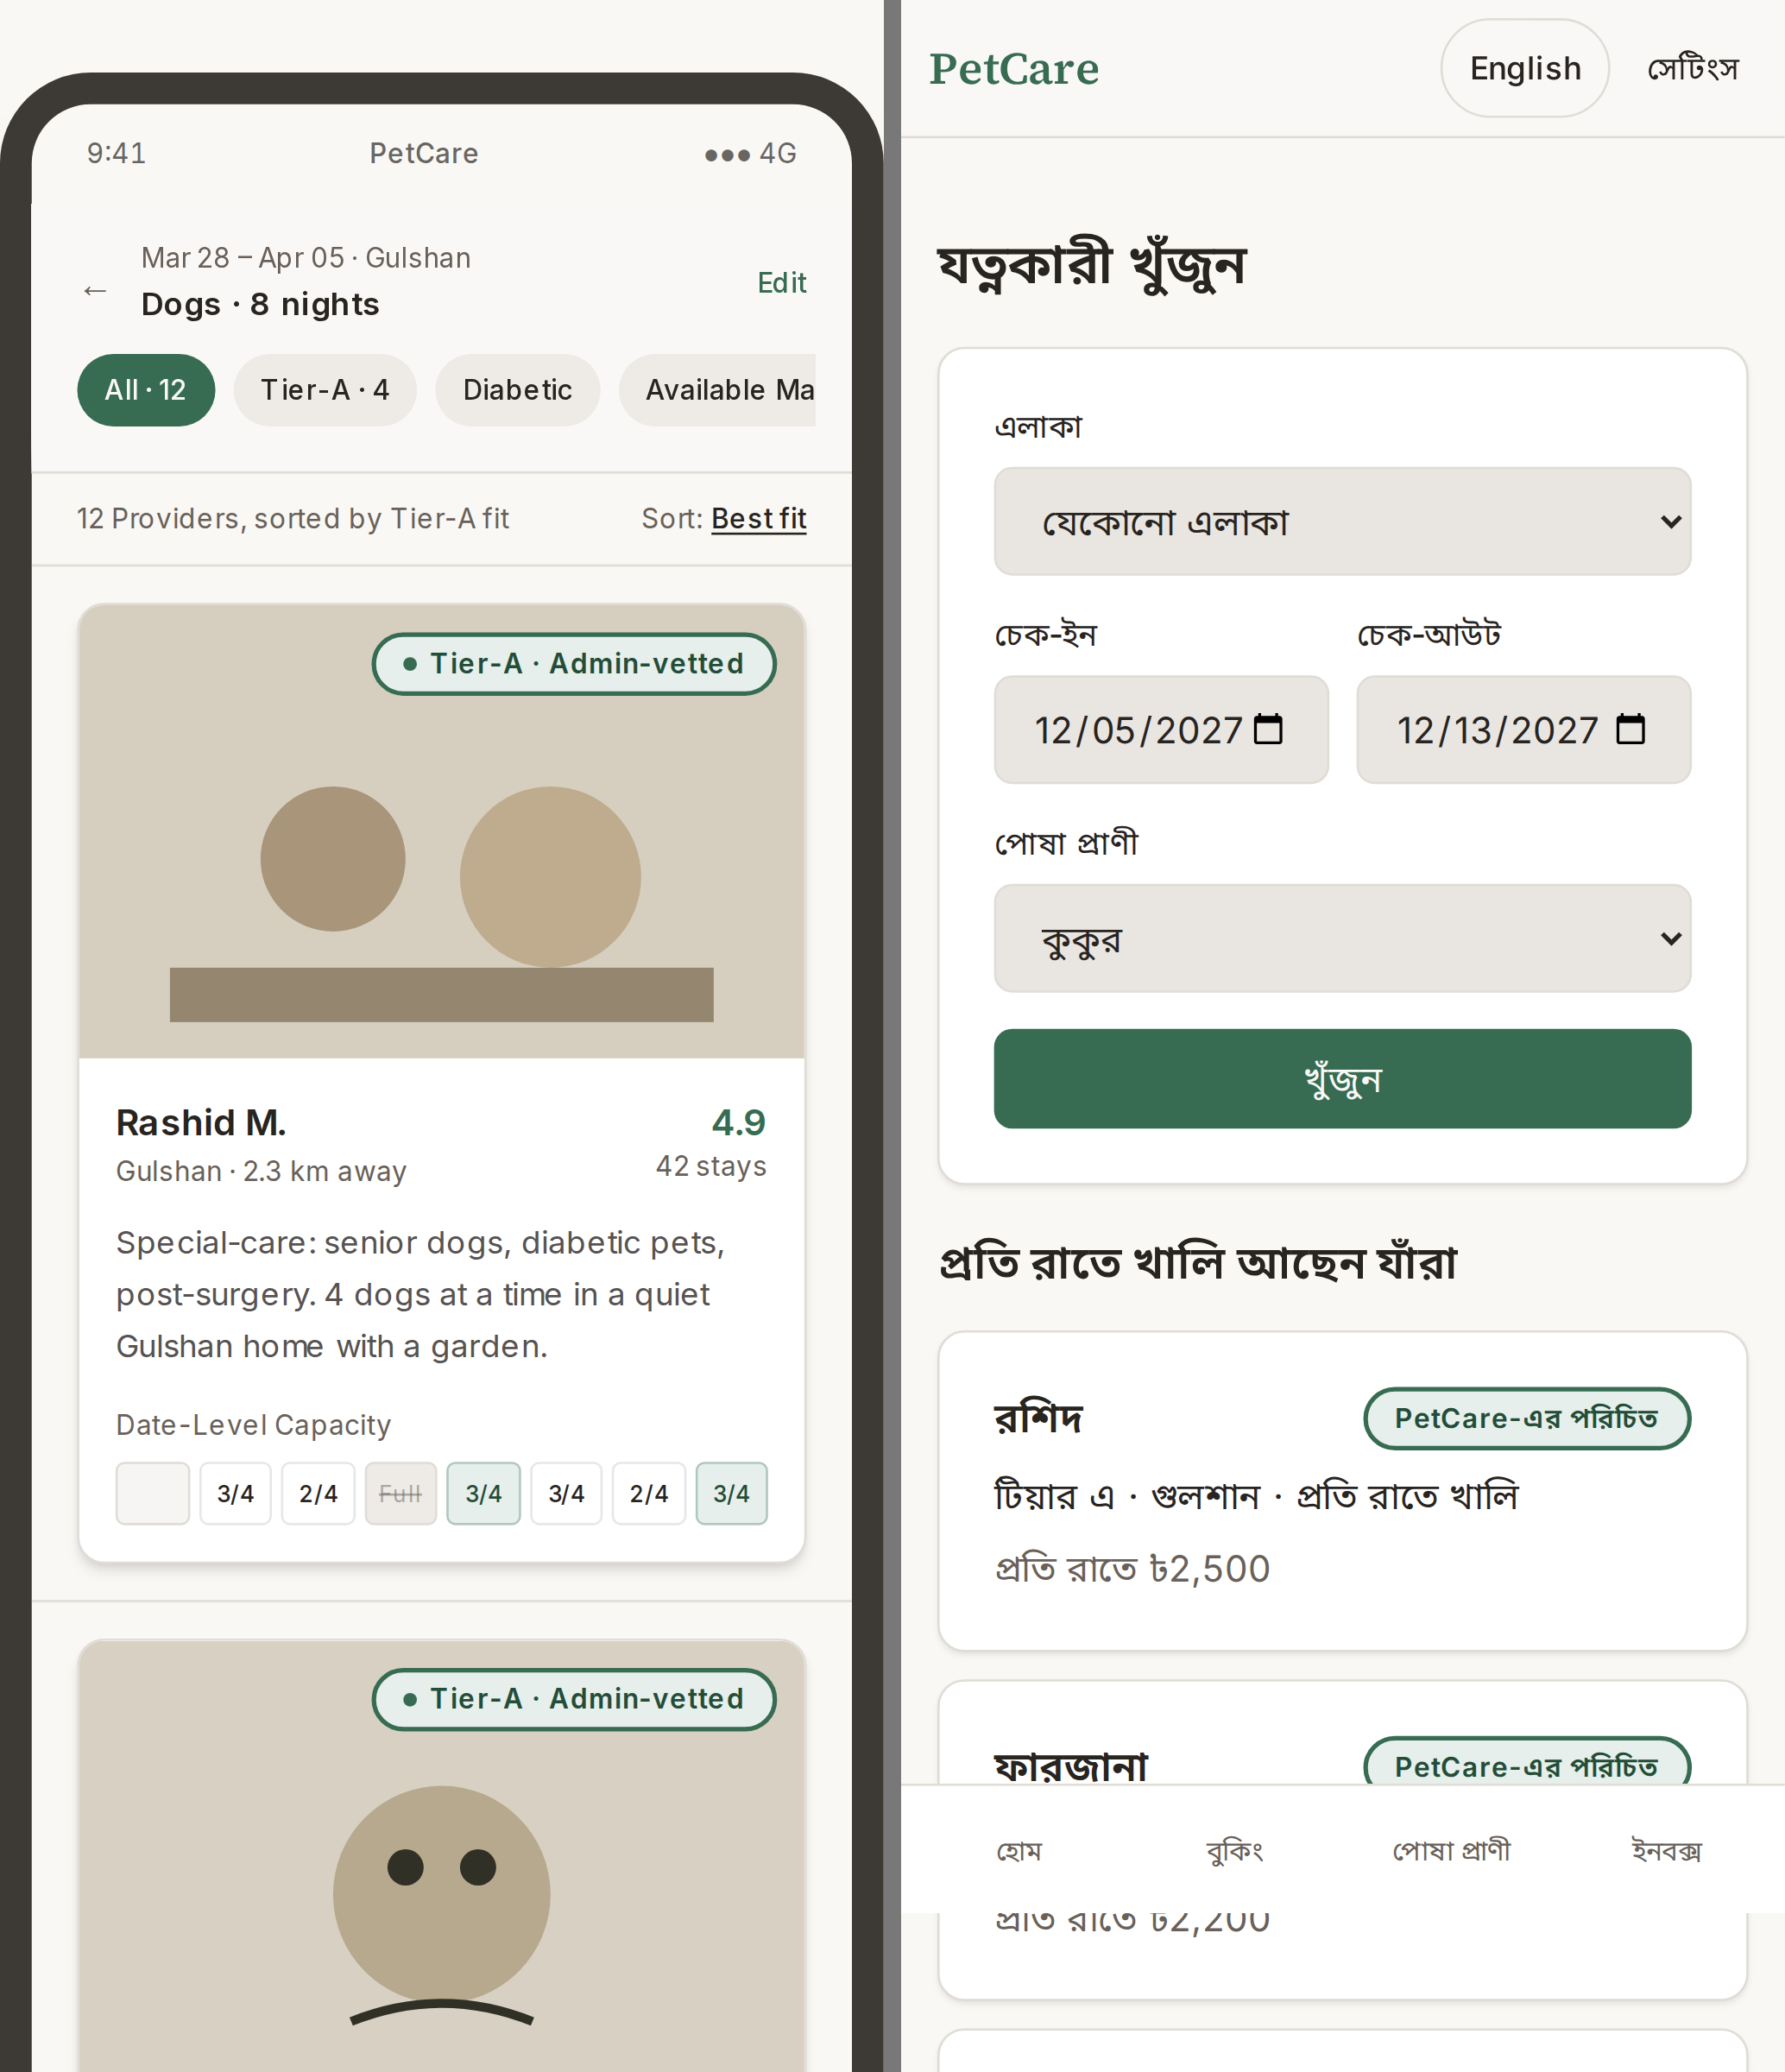 9:41 PetCare ●●● 4G
← Mar 28 – Apr 05 · Gulshan
Dogs · 8 nights
Edit
All · 12 Tier-A · 4 Diabetic Available Ma
12 Providers, sorted by Tier-A fit Sort: Best fit
Tier-A · Admin-vetted
Rashid M. 4.9
Gulshan · 2.3 km away 42 stays
Special-care: senior dogs, diabetic pets,
post-surgery. 4 dogs at a time in a quiet
Gulshan home with a garden.
Date-Level Capacity
3/4 2/4 Full 3/4 3/4 2/4 3/4
Tier-A · Admin-vetted
PetCare English সেটিংস
যত্নকারী খুঁজুন
এলাকা
যেকোনো এলাকা
চেক-ইন চেক-আউট
12/05/2027 12/13/2027
পোষা প্রাণী
কুকুর
খুঁজুন
প্রতি রাতে খালি আছেন যাঁরা
রশিদ PetCare-এর পরিচিত
টিয়ার এ · গুলশান · প্রতি রাতে খালি
প্রতি রাতে ৳2,500
ফারজানা PetCare-এর পরিচিত
হোম বুকিং পোষা প্রাণী ইনবক্স
প্রতি রাতে ৳2,200